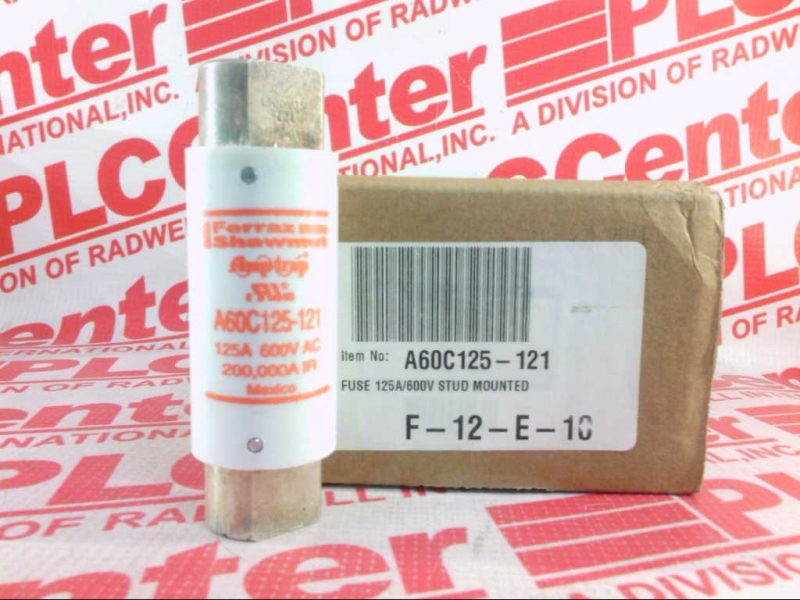 Ferraz
Shawmut
Amp-trap
A60C125-121
125A 600V AC
200,000A IR
Mexico
Item No: A60C125-121
FUSE 125A/600V STUD MOUNTED
F-12-E-10
PLCCenter
A DIVISION OF RADWELL INTERNATIONAL, INC.